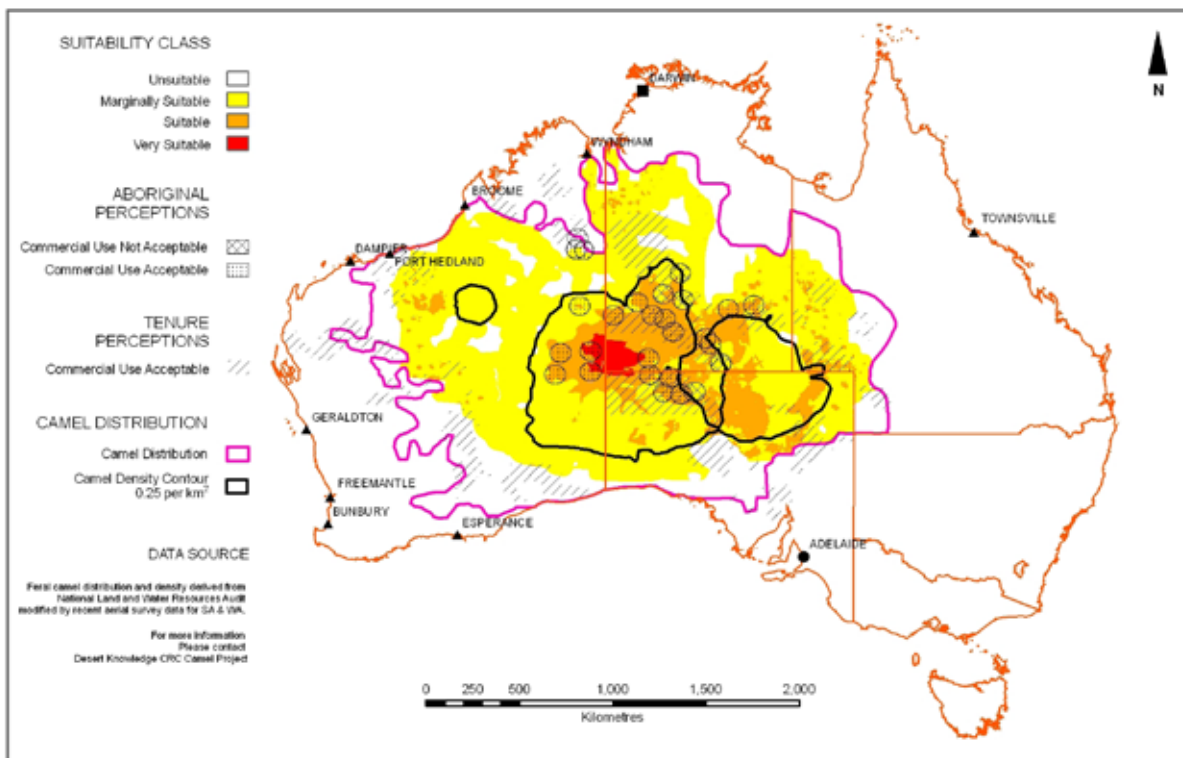 SUITABILITY CLASS
Unsuitable
Marginally Suitable
Suitable
Very Suitable
ABORIGINAL
PERCEPTIONS
Commercial Use Not Acceptable
Commercial Use Acceptable
TENURE
PERCEPTIONS
Commercial Use Acceptable
CAMEL DISTRIBUTION
Camel Distribution
Camel Density Contour
0.25 per km²
DATA SOURCE
Feral camel distribution and density derived from
National Land and Water Resources Audit
modified by recent aerial survey data for SA & WA.
For more information
Please contact
Desert Knowledge CRC Camel Project
N
DARWIN
WYNDHAM
BROOME
TOWNSVILLE
DAMPIER
PORT HEDLAND
GERALDTON
FREEMANTLE
BUNBURY
ESPERANCE
ADELAIDE
0 250 500 1,000 1,500 2,000
Kilometres